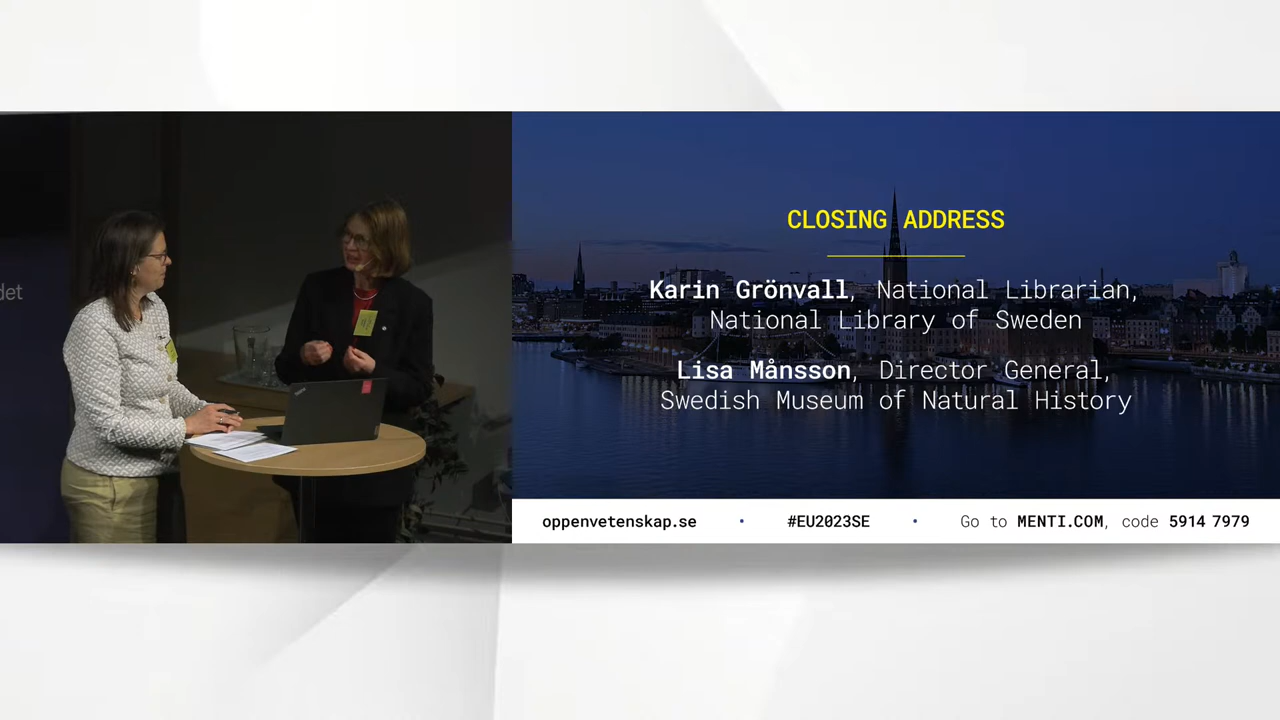 det
CLOSING ADDRESS
Karin Grönvall, National Librarian,
National Library of Sweden
Lisa Månsson, Director General,
Swedish Museum of Natural History
oppenvetenskap.se • #EU2023SE • Go to MENTI.COM, code 5914 7979